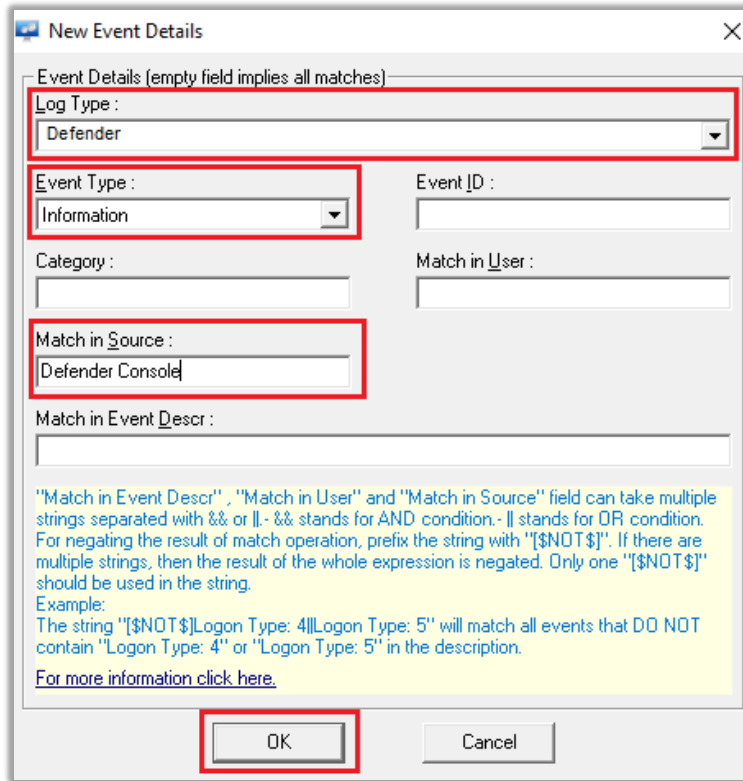 New Event Details
Event Details (empty field implies all matches)
Log Type :
Defender
Event Type :
Event ID :
Information
Category :
Match in User :
Match in Source :
Defender Console
Match in Event Descr :
"Match in Event Descr" , "Match in User" and "Match in Source" field can take multiple
strings separated with && or ||.- && stands for AND condition.- || stands for OR condition.
For negating the result of match operation, prefix the string with "[$NOT$]". If there are
multiple strings, then the result of the whole expression is negated. Only one "[$NOT$]"
should be used in the string.
Example:
The string "[$NOT$]Logon Type: 4||Logon Type: 5" will match all events that DO NOT
contain "Logon Type: 4" or "Logon Type: 5" in the description.
For more information click here.
OK
Cancel